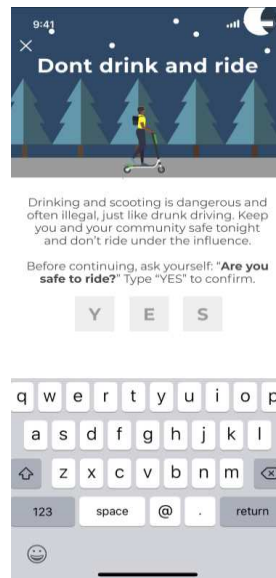 9:41
Dont drink and ride
Drinking and scooting is dangerous and
often illegal, just like drunk driving. Keep
you and your community safe tonight
and don’t ride under the influence.
Before continuing, ask yourself: “Are you
safe to ride?” Type “YES” to confirm.
Y E S
q w e r t y u i o p
a s d f g h j k l
z x c v b n m
123 space @ . return